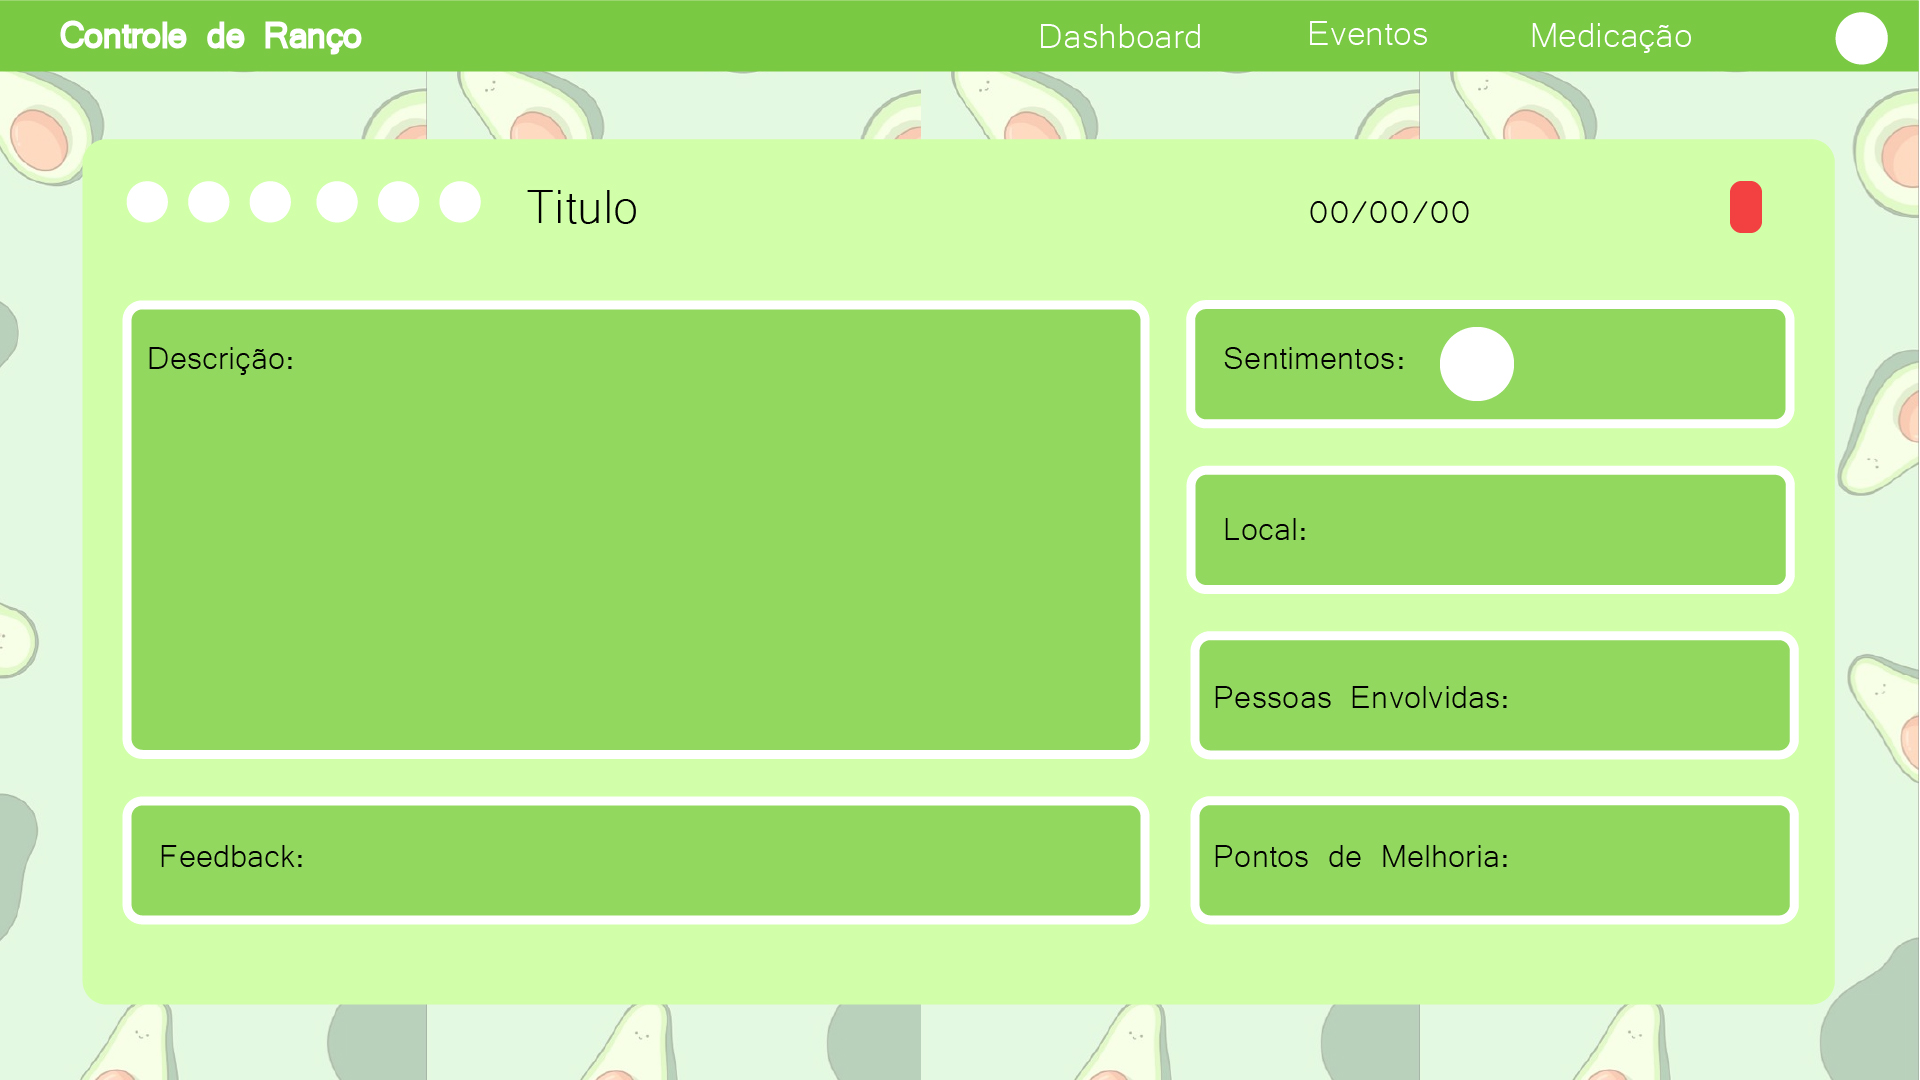 Controle de Ranço
Dashboard
Eventos
Medicação
Titulo
00/00/00
Descrição:
Sentimentos:
Local:
Pessoas Envolvidas:
Feedback:
Pontos de Melhoria: